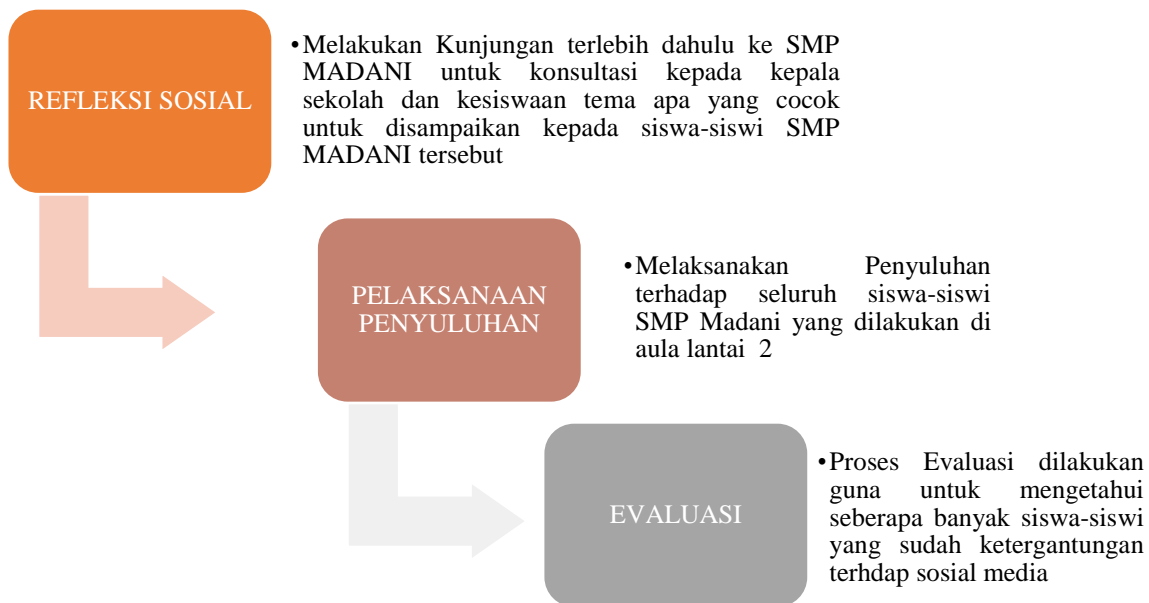 REFLEKSI SOSIAL
•Melakukan Kunjungan terlebih dahulu ke SMP
MADANI untuk konsultasi kepada kepala
sekolah dan kesiswaan tema apa yang cocok
untuk disampaikan kepada siswa-siswi SMP
MADANI tersebut
PELAKSANAAN
PENYULUHAN
•Melaksanakan Penyuluhan
terhadap seluruh siswa-siswi
SMP Madani yang dilakukan di
aula lantai 2
EVALUASI
•Proses Evaluasi dilakukan
guna untuk mengetahui
seberapa banyak siswa-siswi
yang sudah ketergantungan
terhdap sosial media